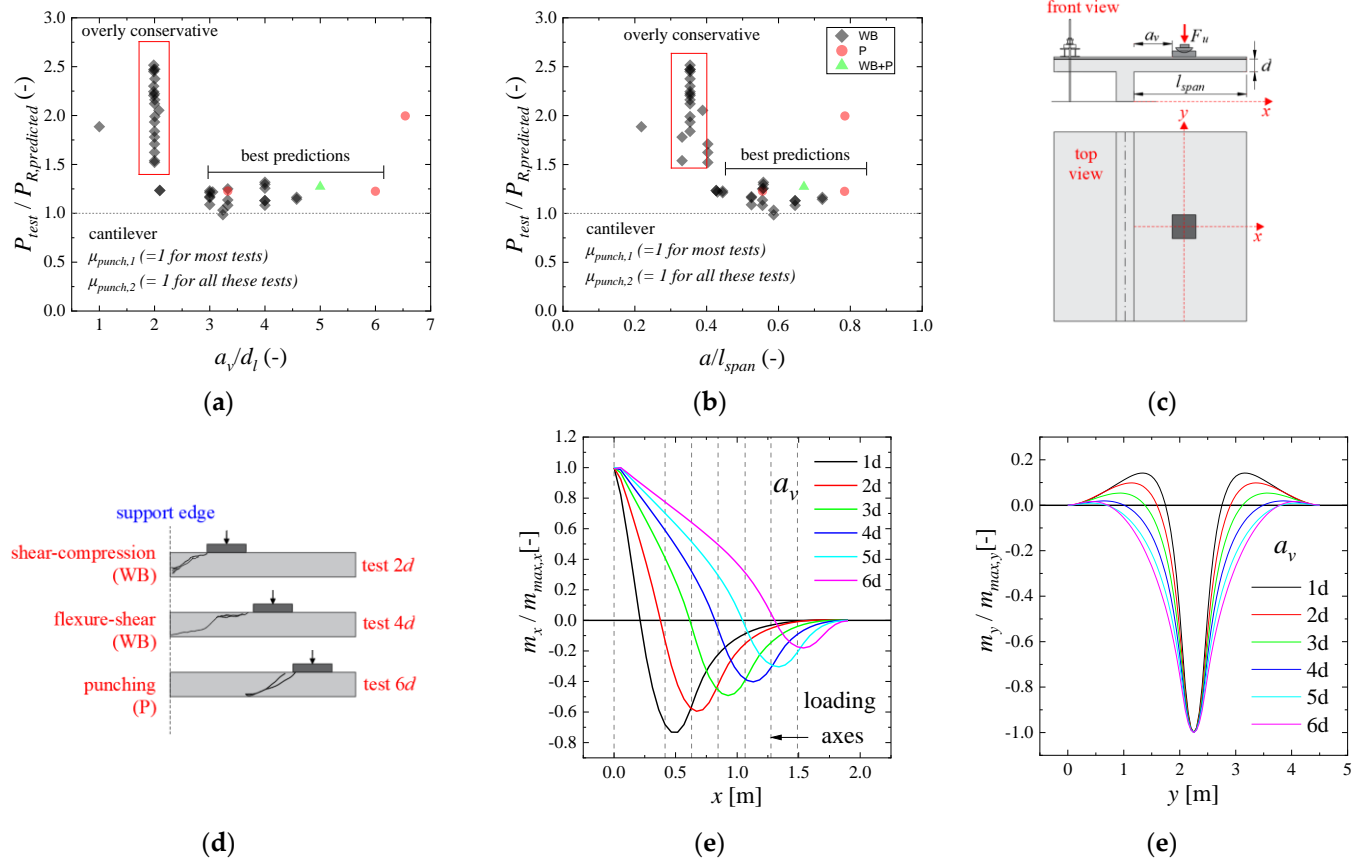 3.0
2.5
2.0
1.5
1.0
0.5
0.0
P_test / P_R,predicted (-)
overly conservative
best predictions
cantilever
μ_punch,1 (=1 for most tests)
μ_punch,2 (= 1 for all these tests)
1 2 3 4 5 6 7
a_v/d_l (-)
(a)
3.0
2.5
2.0
1.5
1.0
0.5
0.0
P_test / P_R,predicted (-)
overly conservative
WB
P
WB+P
best predictions
cantilever
μ_punch,1 (=1 for most tests)
μ_punch,2 (= 1 for all these tests)
0.0 0.2 0.4 0.6 0.8 1.0
a/l_span (-)
(b)
front view
a_v
F_u
d
l_span
x
y
top
view
x
(c)
support edge
shear-compression
(WB)
test 2d
flexure-shear
(WB)
test 4d
punching
(P)
test 6d
(d)
1.2
1.0
0.8
0.6
0.4
0.2
0.0
-0.2
-0.4
-0.6
-0.8
m_x / m_max,x[-]
a_v
1d
2d
3d
4d
5d
6d
loading
axes
0.0 0.5 1.0 1.5 2.0
x [m]
(e)
0.2
0.0
-0.2
-0.4
-0.6
-0.8
-1.0
m_y / m_max,y[-]
a_v
1d
2d
3d
4d
5d
6d
0 1 2 3 4 5
y [m]
(e)